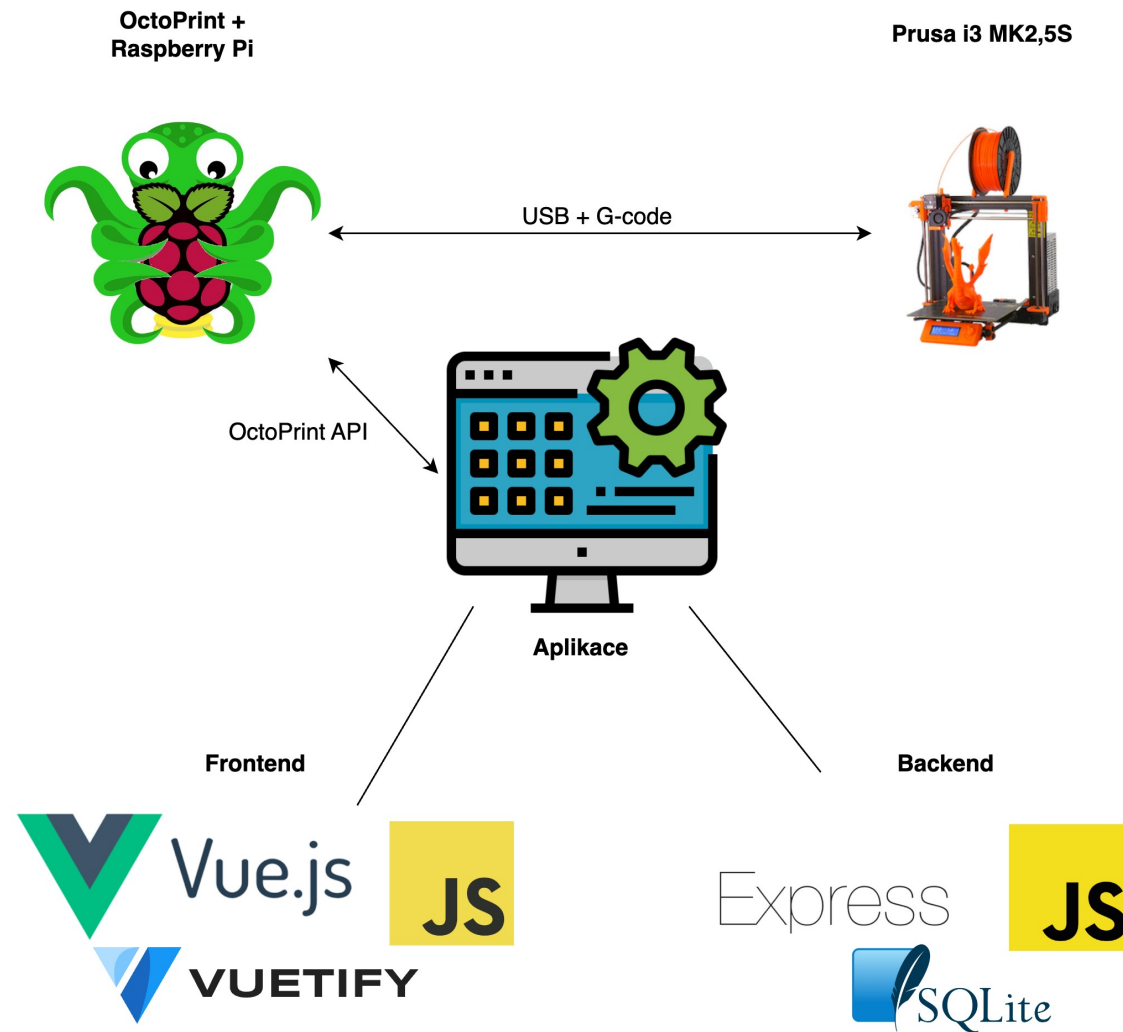 OctoPrint +
Raspberry Pi
Prusa i3 MK2,5S
USB + G-code
OctoPrint API
Aplikace
Frontend
Backend
Vue.js
JS
Express
JS
VUETIFY
SQLite